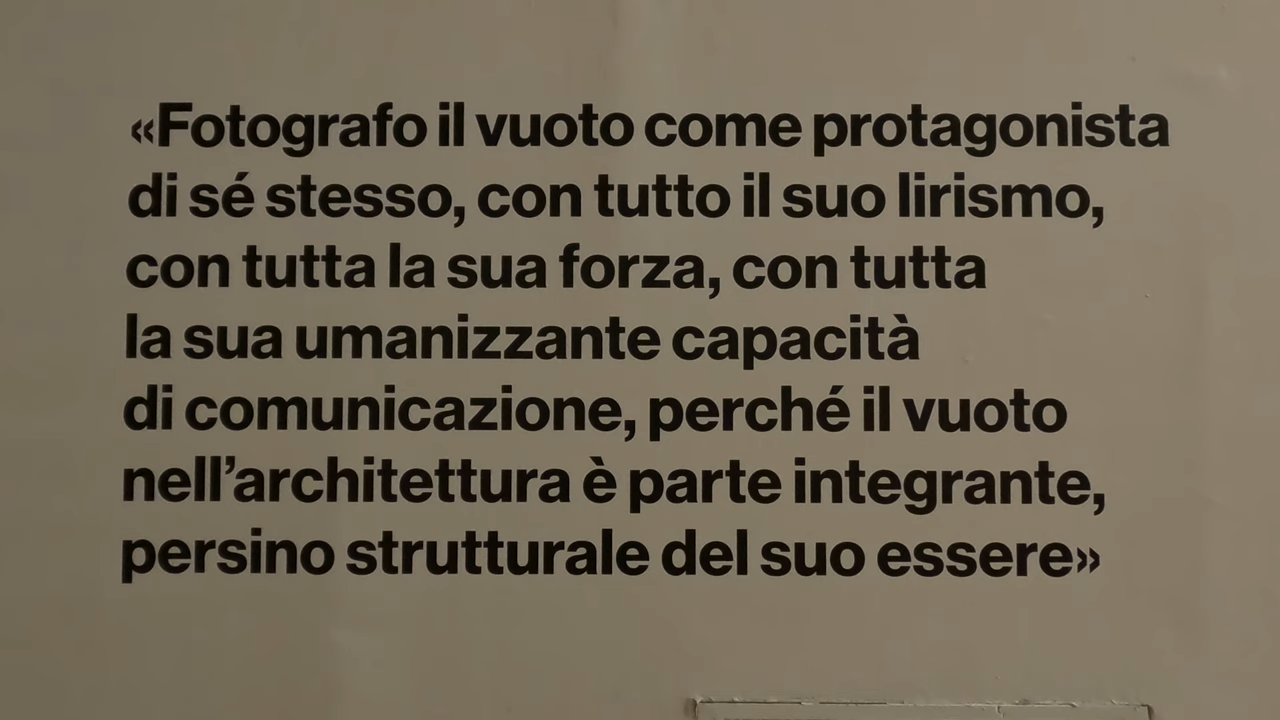 «Fotografo il vuoto come protagonista
di sé stesso, con tutto il suo lirismo,
con tutta la sua forza, con tutta
la sua umanizzante capacità
di comunicazione, perché il vuoto
nell’architettura è parte integrante,
persino strutturale del suo essere»